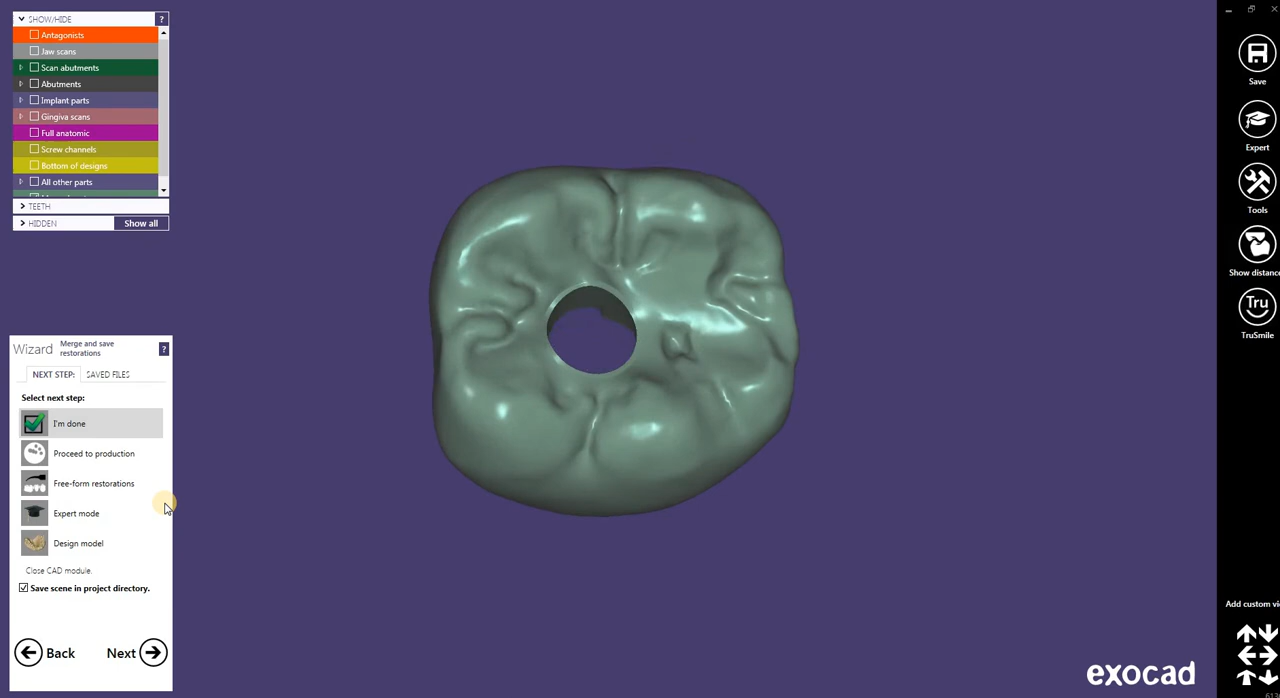 SHOW/HIDE
?
Antagonists
Jaw scans
Scan abutments
Abutments
Implant parts
Gingiva scans
Full anatomic
Screw channels
Bottom of designs
All other parts
TEETH
HIDDEN
Show all
Wizard
Merge and save
restorations
?
NEXT STEP:
SAVED FILES
Select next step:
I'm done
Proceed to production
Free-form restorations
Expert mode
Design model
Close CAD module.
Save scene in project directory.
Back
Next
Save
Expert
Tools
Show distance
Tru
TruSmile
Add custom vi
exocad